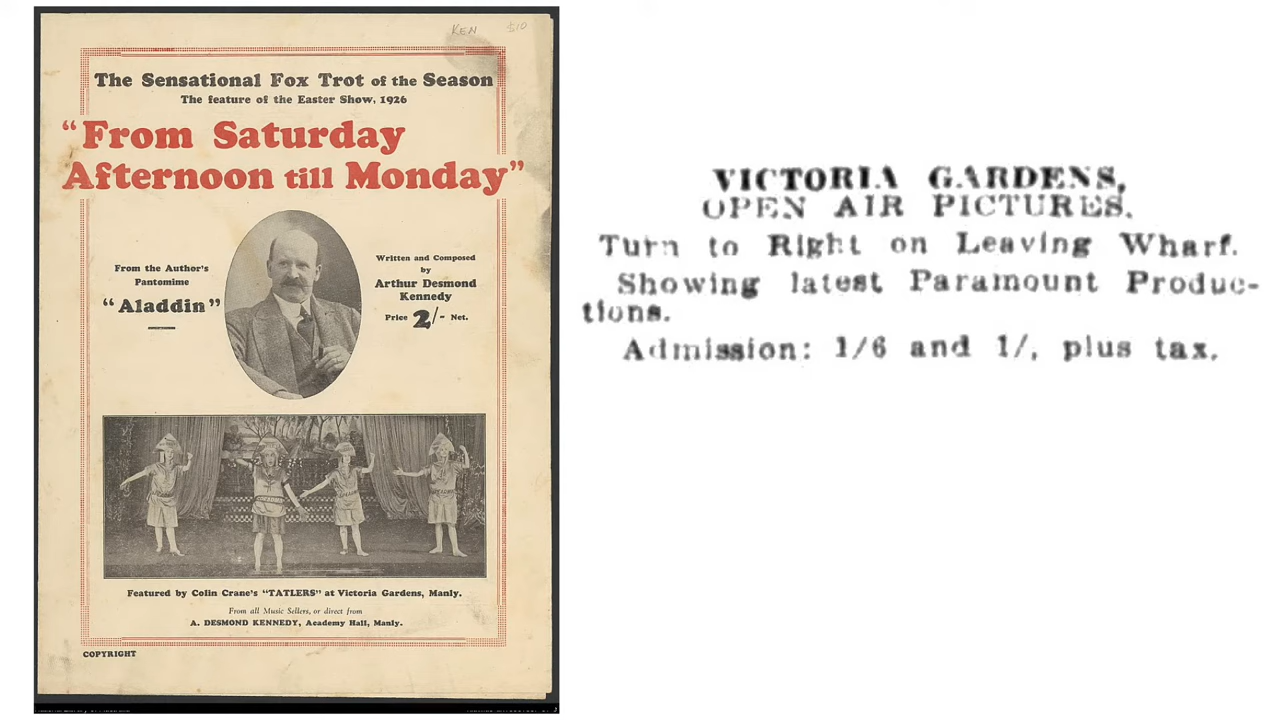 KEN $10
The Sensational Fox Trot of the Season
The feature of the Easter Show, 1926
"From Saturday
Afternoon till Monday"
From the Author's
Pantomime
"Aladdin"
Written and Composed
by
Arthur Desmond
Kennedy
Price 2/- Net.
Featured by Colin Crane's "TATLERS" at Victoria Gardens, Manly.
From all Music Sellers, or direct from
A. DESMOND KENNEDY, Academy Hall, Manly.
COPYRIGHT
VICTORIA GARDENS,
OPEN AIR PICTURES.
Turn to Right on Leaving Wharf.
Showing latest Paramount Produc-
tions.
Admission: 1/6 and 1/, plus tax.